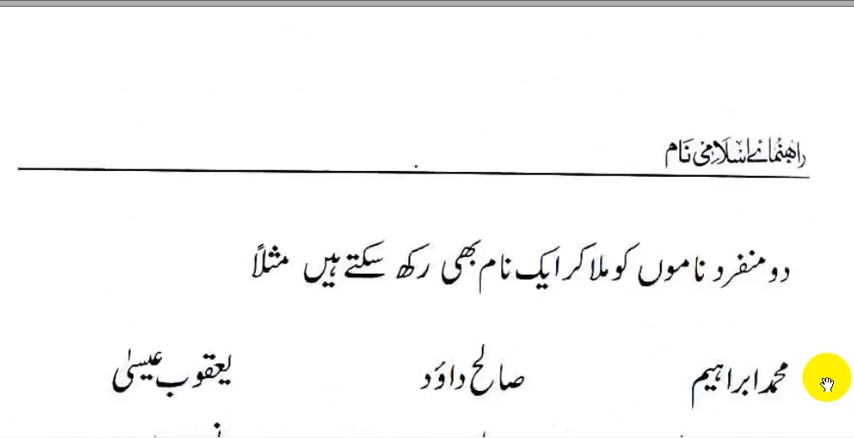 راہنمائے اسلامی نام
دو منفرد ناموں کو ملا کر ایک نام بھی رکھ سکتے ہیں مثلاً
محمد ابراہیم صالح داؤد یعقوب عیسیٰ